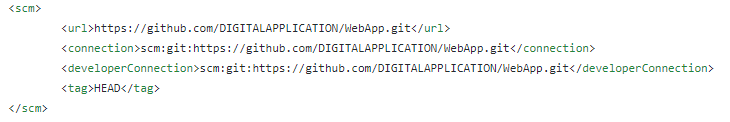 <scm>
<url>https://github.com/DIGITALAPPLICATION/WebApp.git</url>
<connection>scm:git:https://github.com/DIGITALAPPLICATION/WebApp.git</connection>
<developerConnection>scm:git:https://github.com/DIGITALAPPLICATION/WebApp.git</developerConnection>
<tag>HEAD</tag>
</scm>